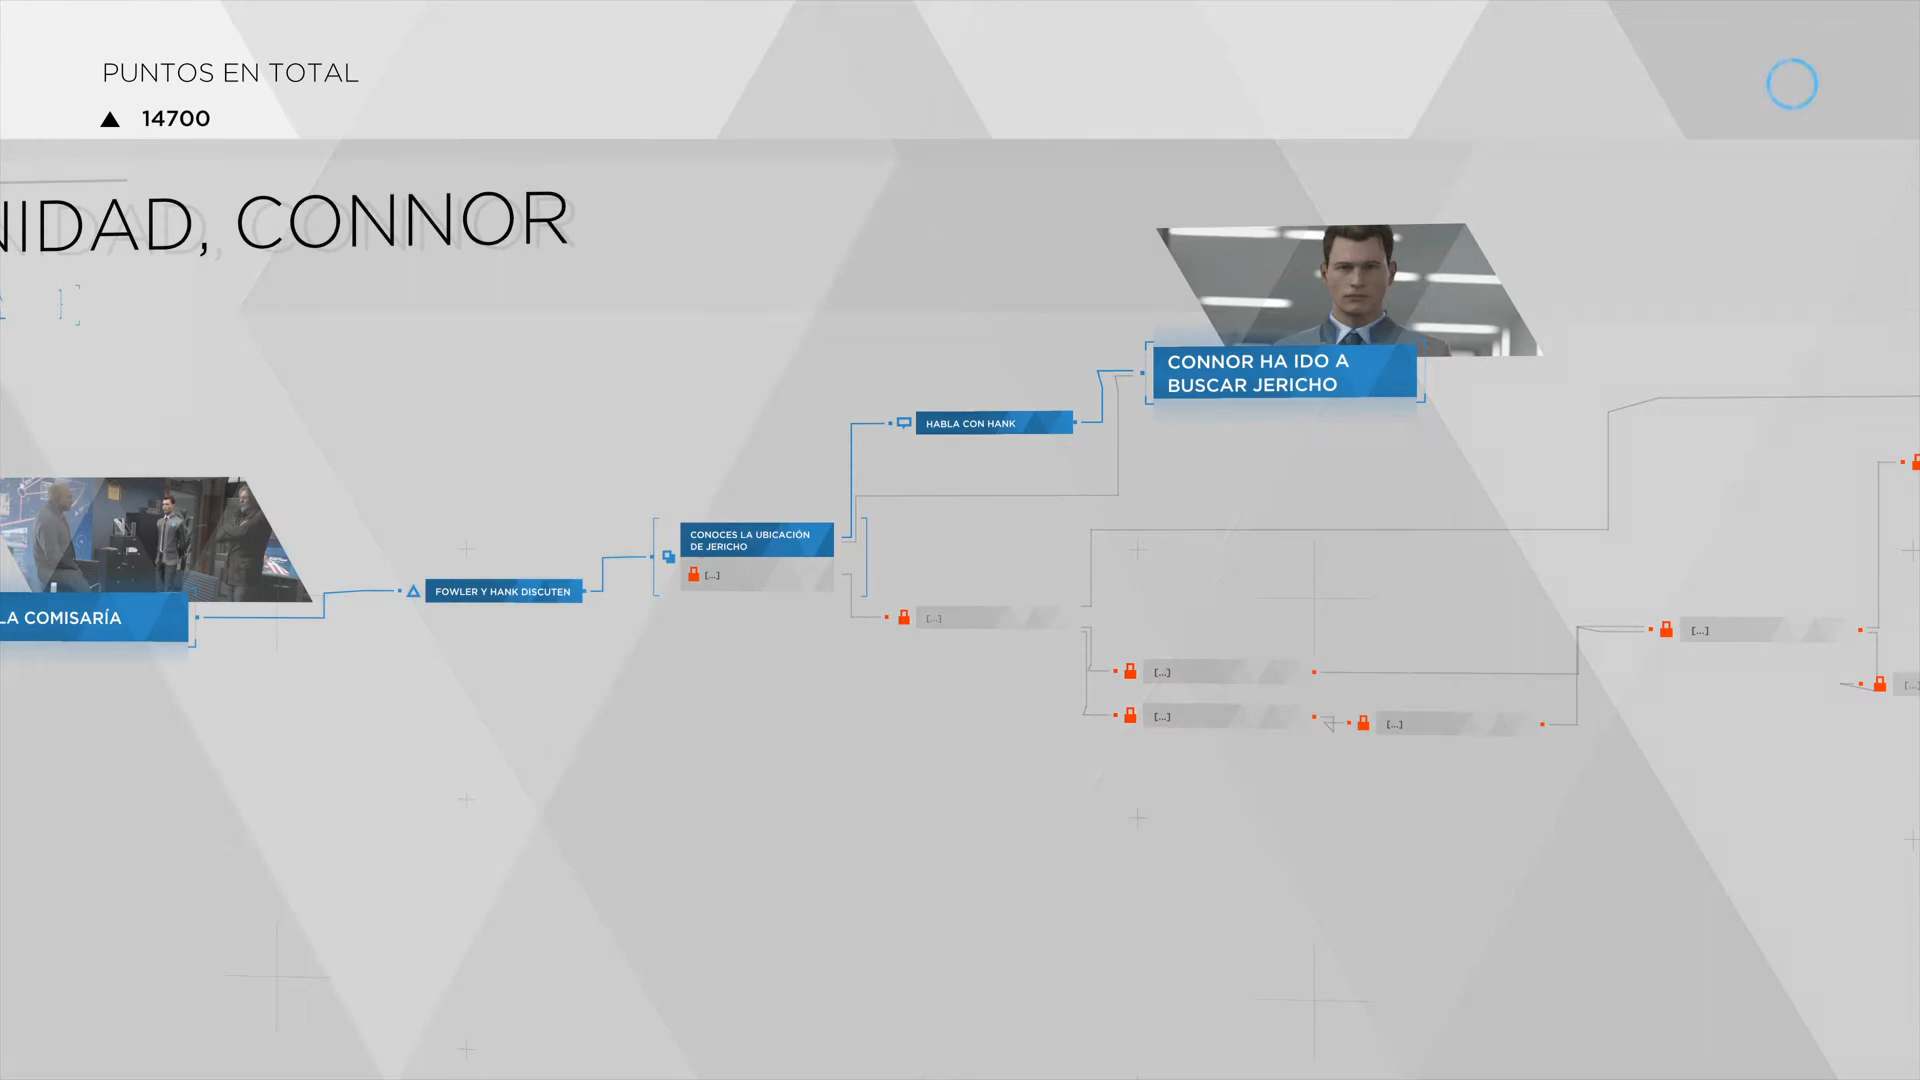 PUNTOS EN TOTAL
14700
NIDAD, CONNOR
CONNOR HA IDO A
BUSCAR JERICHO
HABLA CON HANK
CONOCES LA UBICACIÓN
DE JERICHO
[...]
FOWLER Y HANK DISCUTEN
LA COMISARÍA
[...]
[...]
[...]
[...]
[...]
[...]